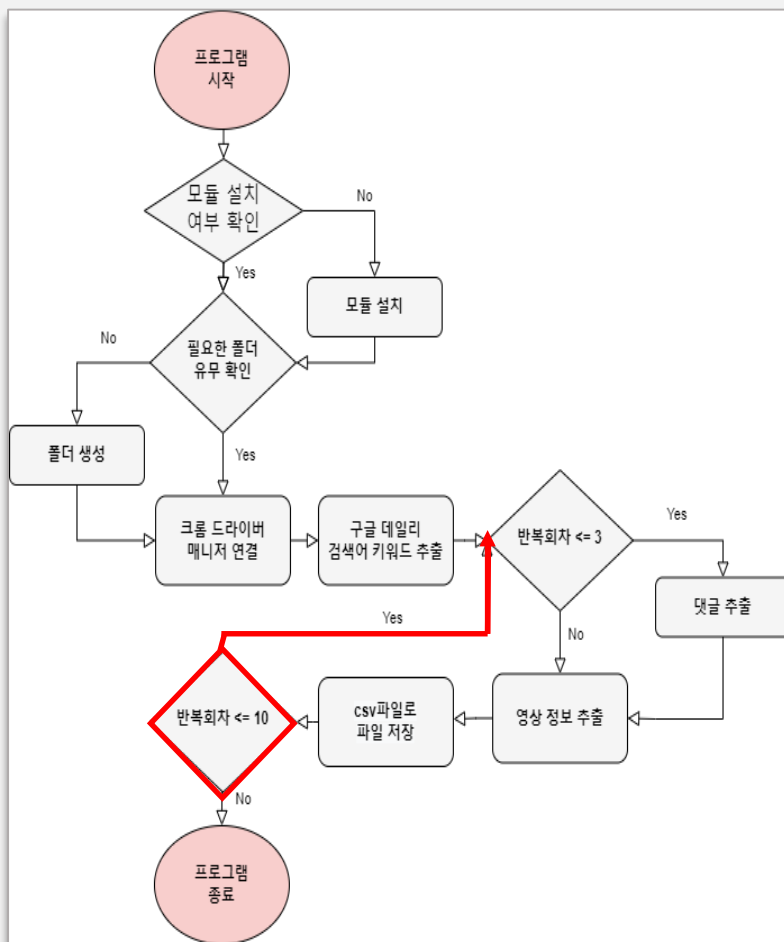 프로그램
시작
모듈 설치
여부 확인
No
Yes
모듈 설치
필요한 폴더
유무 확인
No
폴더 생성
Yes
크롬 드라이버
매니저 연결
구글 데일리
검색어 키워드 추출
반복회차 <= 3
Yes
댓글 추출
No
영상 정보 추출
csv파일로
파일 저장
반복회차 <= 10
Yes
No
프로그램
종료